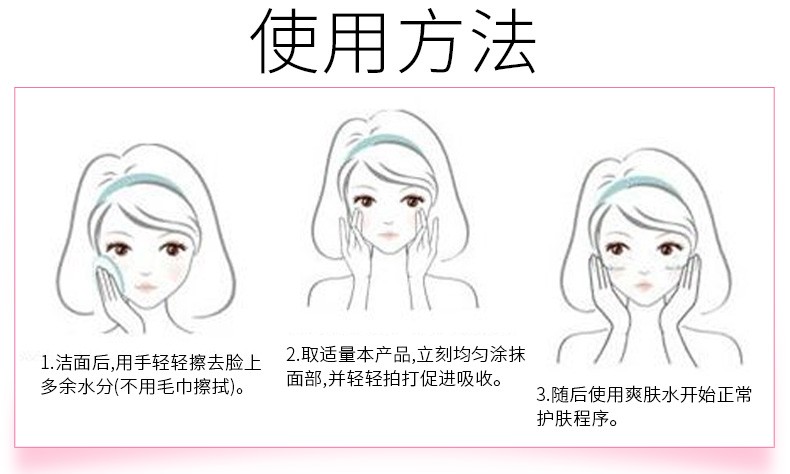 使用方法
1.洁面后,用手轻轻擦去脸上
多余水分(不用毛巾擦拭)。
2.取适量本产品,立刻均匀涂抹
面部,并轻轻拍打促进吸收。
3.随后使用爽肤水开始正常
护肤程序。